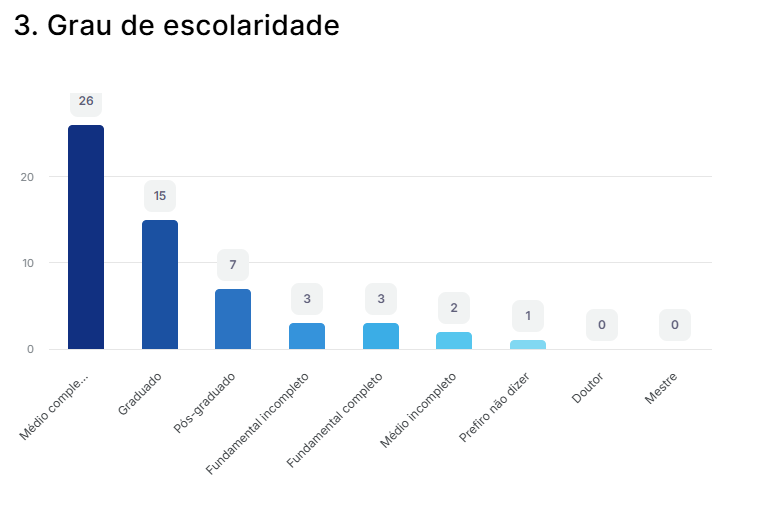 3. Grau de escolaridade
26
20
15
10
7
3
3
2
1
0
0
0
Médio comple...
Graduado
Pós-graduado
Fundamental incompleto
Fundamental completo
Médio incompleto
Prefiro não dizer
Doutor
Mestre